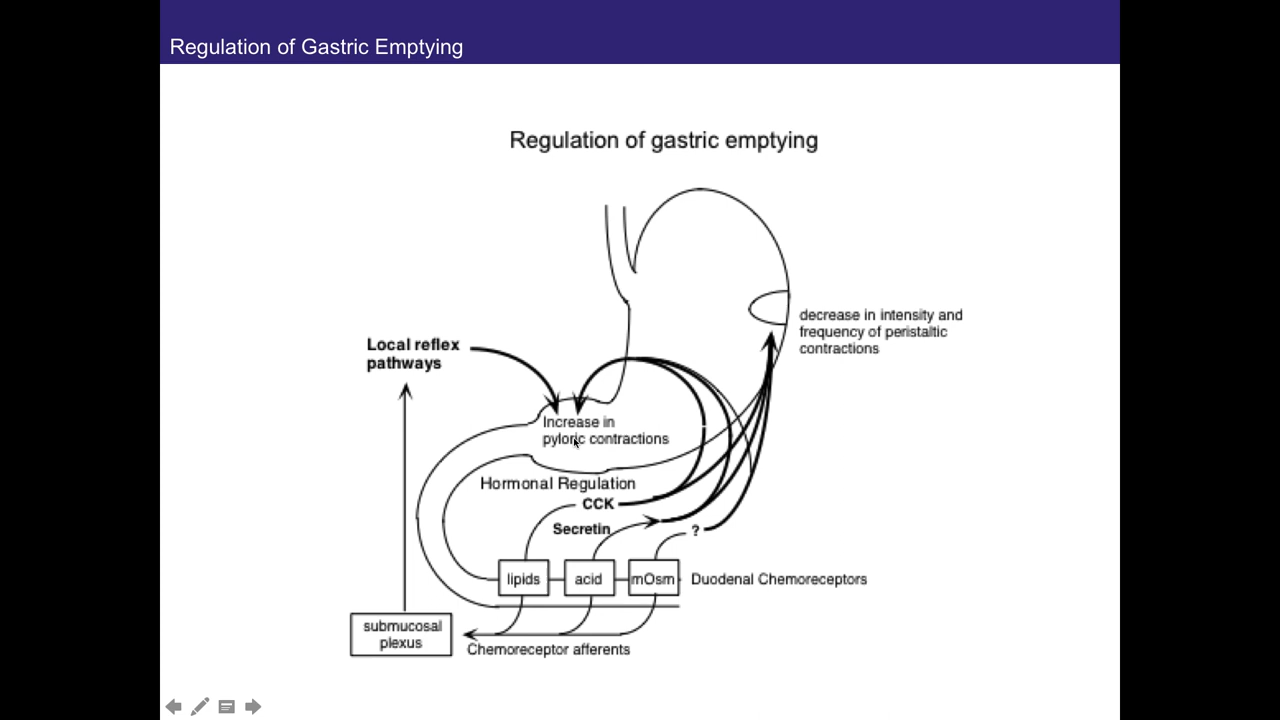 Regulation of Gastric Emptying
Regulation of gastric emptying
decrease in intensity and
frequency of peristaltic
contractions
Local reflex
pathways
Increase in
pyloric contractions
Hormonal Regulation
CCK
Secretin
?
lipids
acid
mOsm
Duodenal Chemoreceptors
submucosal
plexus
Chemoreceptor afferents